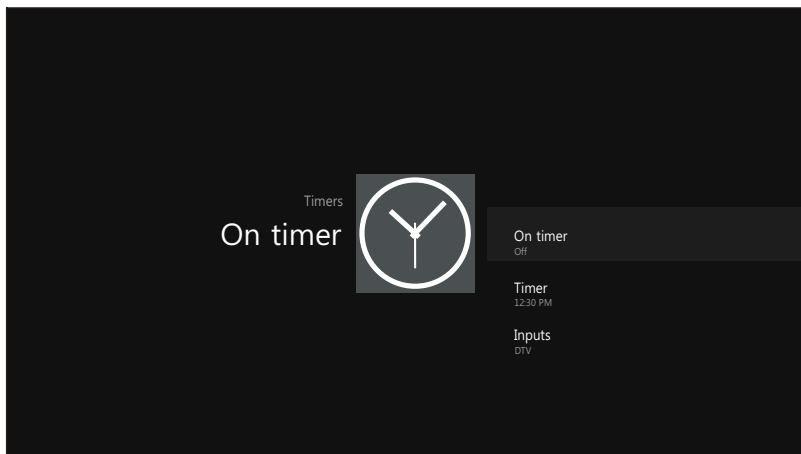 Timers
On timer
On timer
Off
Timer
12:30 PM
Inputs
DTV